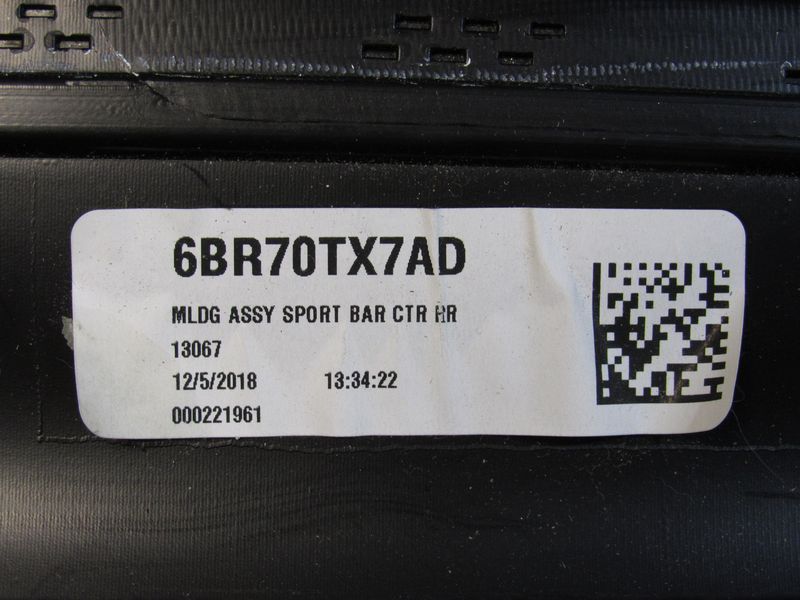 6BR70TX7AD
MLDG ASSY SPORT BAR CTR RR
13067
12/5/2018 13:34:22
000221961